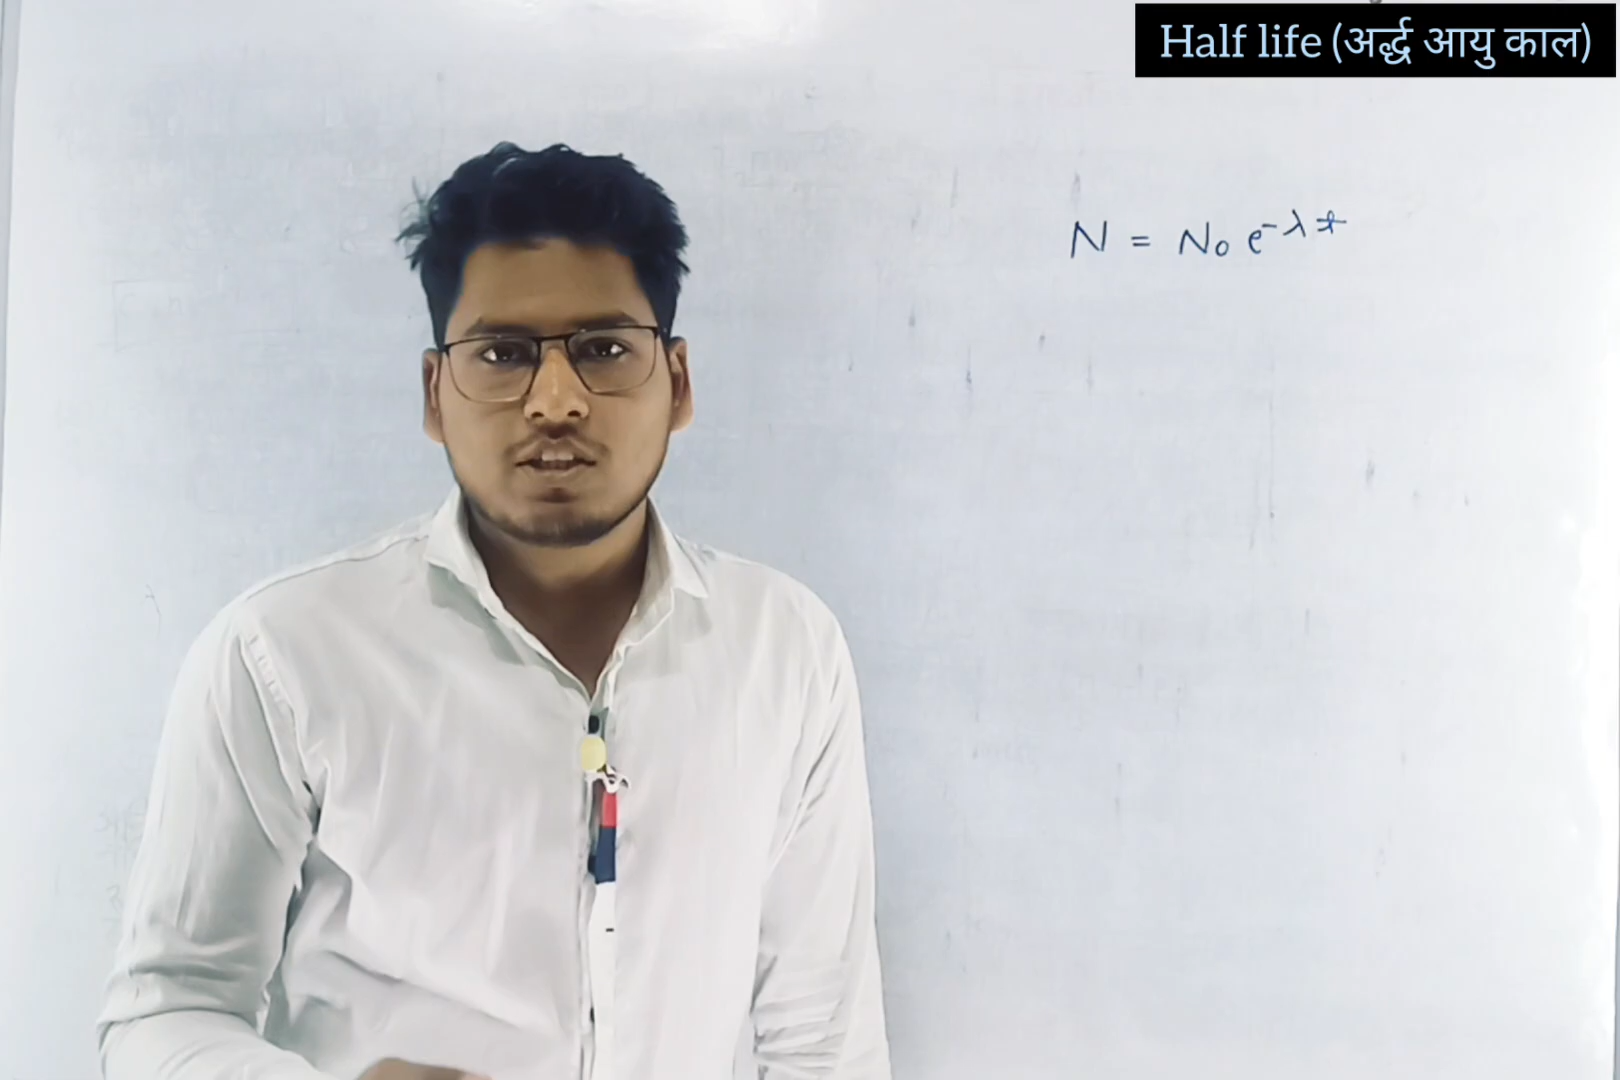 Half life (अर्द्ध आयु काल)
N = N₀ e^{-λt}